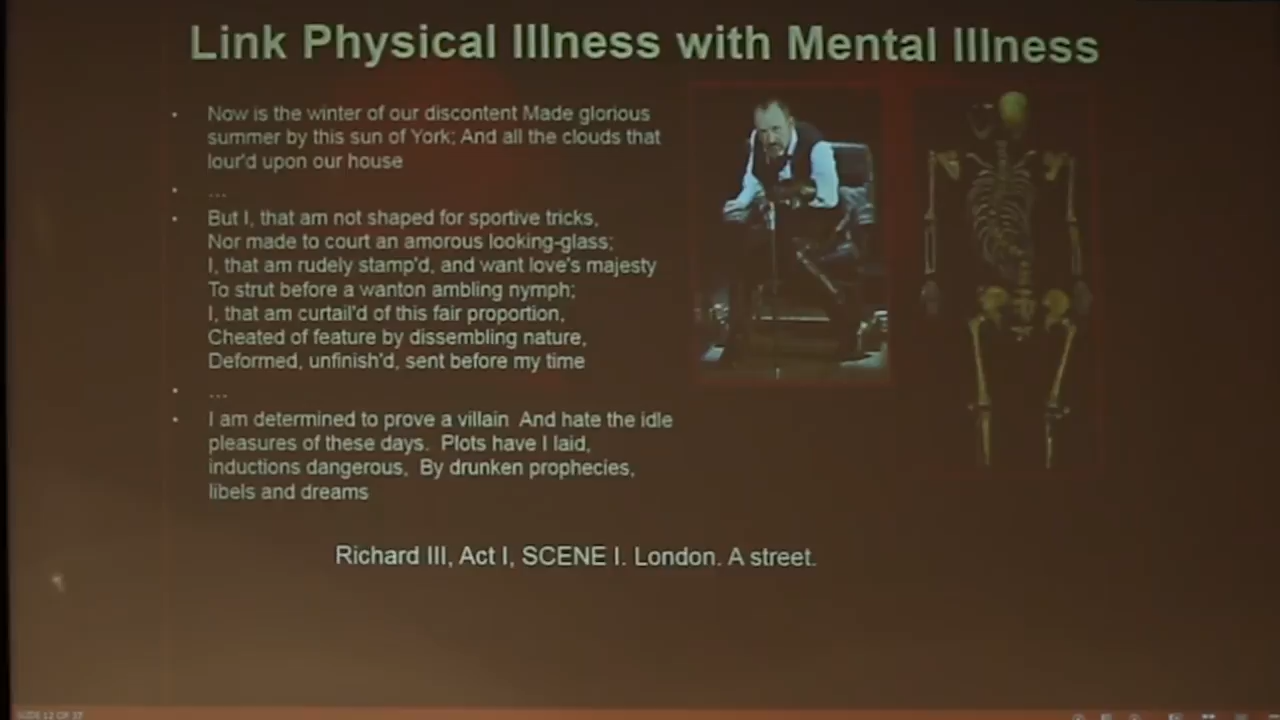 Link Physical Illness with Mental Illness
• Now is the winter of our discontent Made glorious
summer by this sun of York; And all the clouds that
lour'd upon our house
• ...
• But I, that am not shaped for sportive tricks,
Nor made to court an amorous looking-glass;
I, that am rudely stamp'd, and want love's majesty
To strut before a wanton ambling nymph;
I, that am curtail'd of this fair proportion,
Cheated of feature by dissembling nature,
Deformed, unfinish'd, sent before my time
• ...
• I am determined to prove a villain And hate the idle
pleasures of these days. Plots have I laid,
inductions dangerous, By drunken prophecies,
libels and dreams
Richard III, Act I, SCENE I. London. A street.
SLIDE 12 OF 37